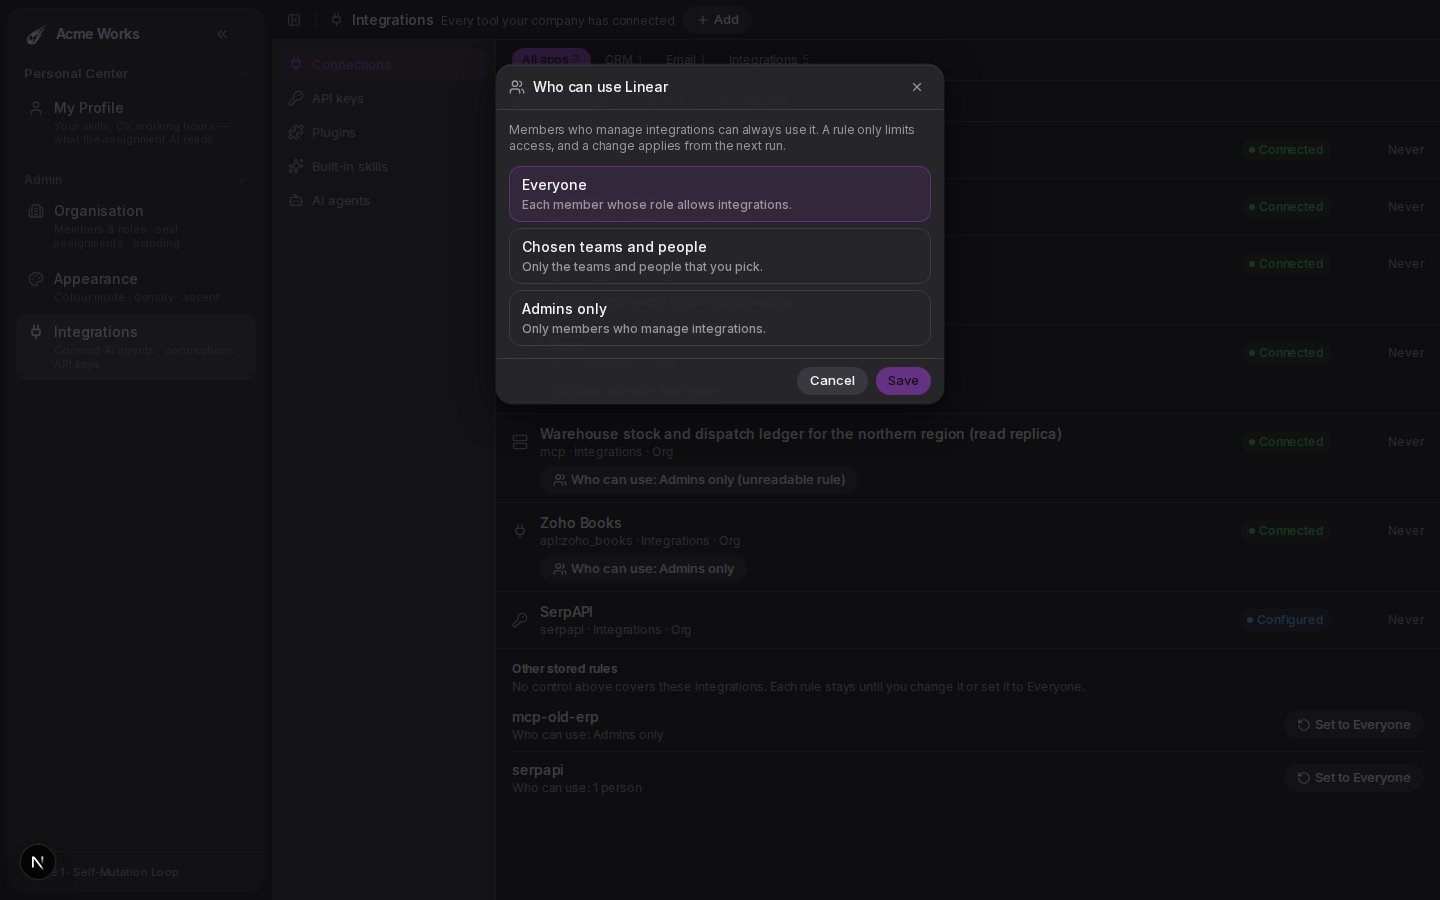 Acme Works
Personal Center
My Profile
Your skills, CV, working hours —
what the assignment AI reads
Admin
Organisation
Members & roles · seat
assignments · branding
Appearance
Colour mode · density · accent
Integrations
Connect AI agents · connections
API keys
e 1 · Self-Mutation Loop
Integrations Every tool your company has connected + Add
Connections
API keys
Plugins
Built-in skills
AI agents
All apps 7 CRM 1 Email 1 Integrations 5
Who can use Linear
Members who manage integrations can always use it. A rule only limits
access, and a change applies from the next run.
Everyone
Each member whose role allows integrations.
Chosen teams and people
Only the teams and people that you pick.
Admins only
Only members who manage integrations.
Cancel Save
Connected Never
Connected Never
Connected Never
Connected Never
Warehouse stock and dispatch ledger for the northern region (read replica)
mcp · Integrations · Org
Connected Never
Who can use: Admins only (unreadable rule)
Zoho Books
api:zoho_books · Integrations · Org
Connected Never
Who can use: Admins only
SerpAPI
serpapi · Integrations · Org
Configured Never
Other stored rules
No control above covers these integrations. Each rule stays until you change it or set it to Everyone.
mcp-old-erp
Who can use: Admins only
Set to Everyone
serpapi
Who can use: 1 person
Set to Everyone